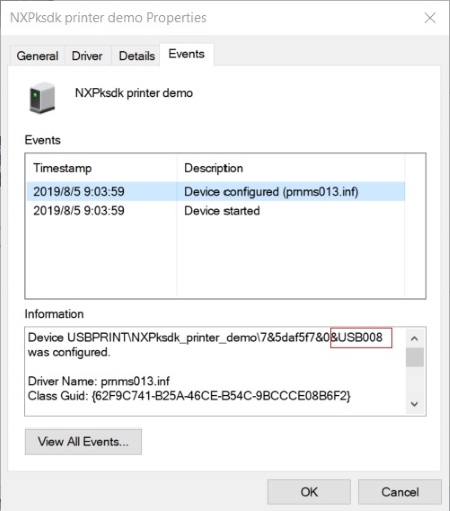 NXPksdk printer demo Properties
General Driver Details Events
NXPksdk printer demo
Events
Timestamp Description
2019/8/5 9:03:59 Device configured (prnms013.inf)
2019/8/5 9:03:59 Device started
Information
Device USBPRINT\NXPksdk_printer_demo\7&5daf5f7&0&USB008
was configured.
Driver Name: prnms013.inf
Class Guid: {62F9C741-B25A-46CE-B54C-9BCCCE08B6F2}
View All Events...
OK Cancel